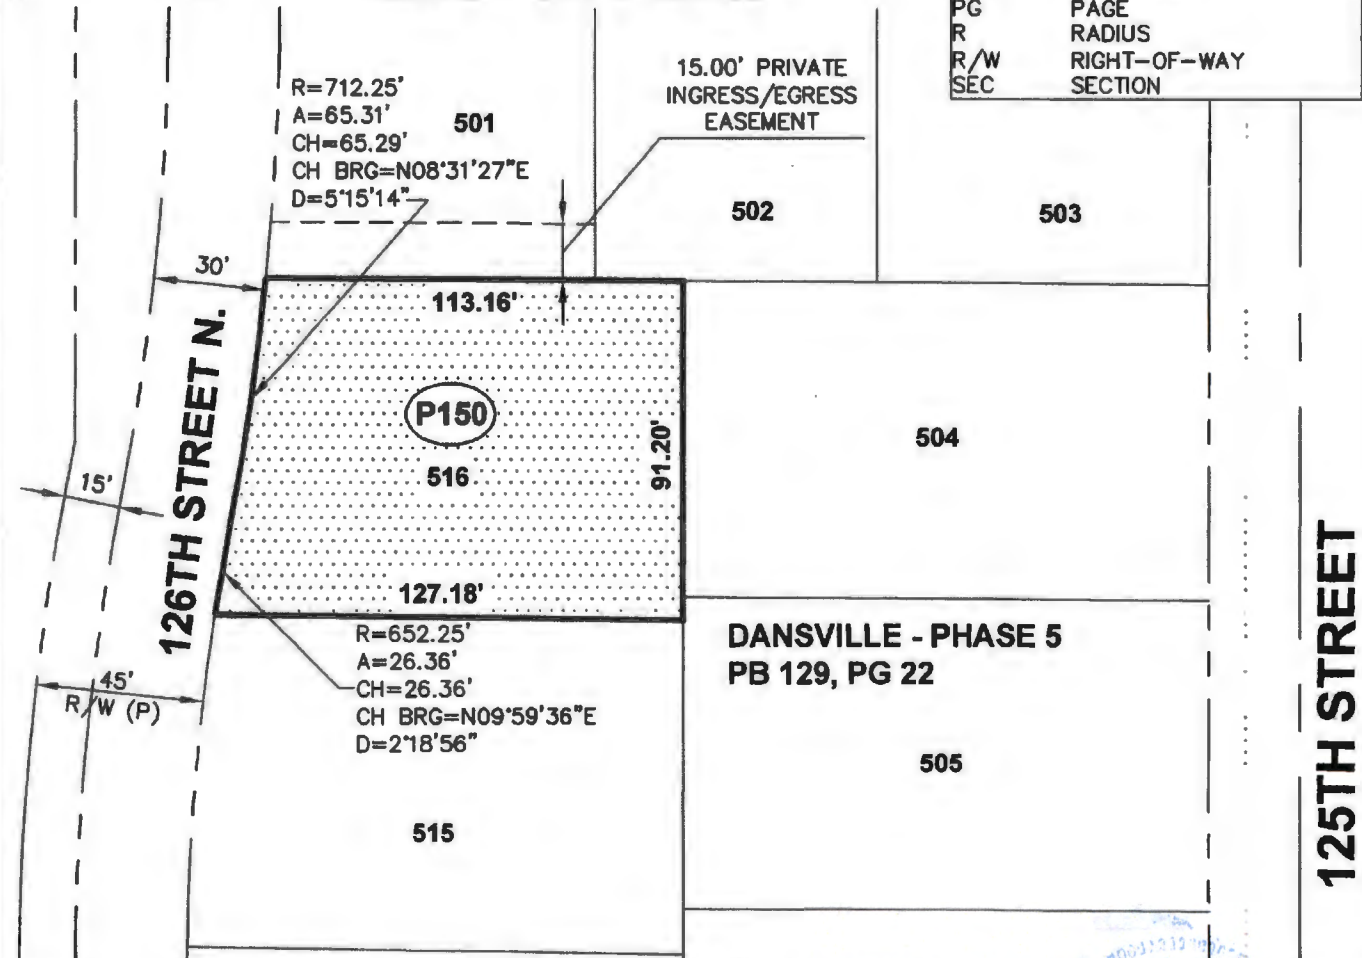 PG PAGE
R RADIUS
R/W RIGHT-OF-WAY
SEC SECTION
R=712.25'
A=65.31'
CH=65.29'
CH BRG=N08°31'27"E
D=5°15'14"
501
15.00' PRIVATE
INGRESS/EGRESS
EASEMENT
502
503
30'
113.16'
126TH STREET N.
P150
516
91.20'
504
15'
127.18'
R=652.25'
A=26.36'
CH=26.36'
CH BRG=N09°59'36"E
D=2°18'56"
45'
R/W (P)
DANSVILLE - PHASE 5
PB 129, PG 22
505
515
125TH STREET